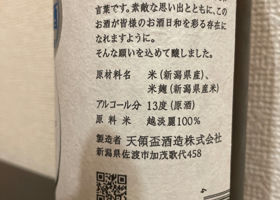 言葉です。素敵な思い出とともに、この
お酒が皆様のお酒日和を彩る存在に
なれますように。
そんな願いを込めて醸しました。
原材料名 米(新潟県産)、
米麹(新潟県産米)
アルコール分 13度(原酒)
原料米 越淡麗100%
製造者 天領盃酒造株式会社
新潟県佐渡市加茂歌代458